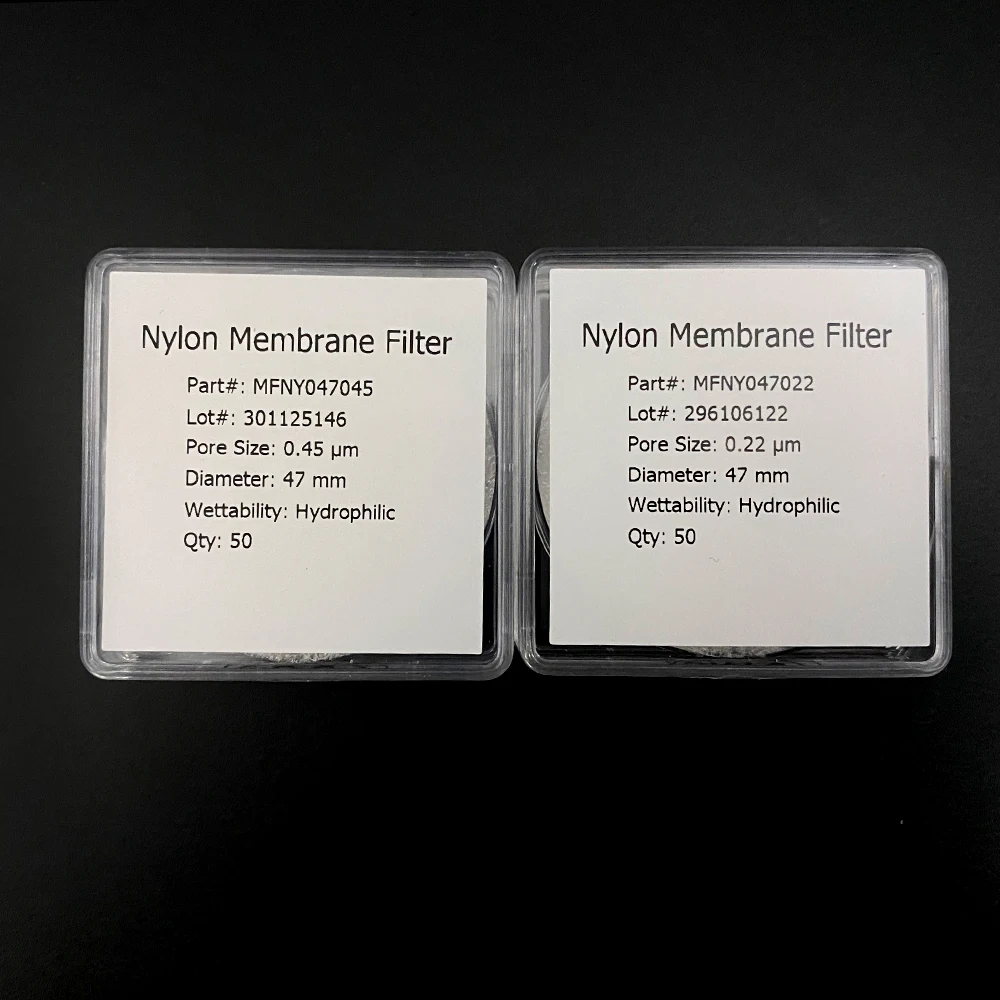 Nylon Membrane Filter
Part#: MFNY047045
Lot#: 301125146
Pore Size: 0.45 µm
Diameter: 47 mm
Wettability: Hydrophilic
Qty: 50
Nylon Membrane Filter
Part#: MFNY047022
Lot#: 296106122
Pore Size: 0.22 µm
Diameter: 47 mm
Wettability: Hydrophilic
Qty: 50